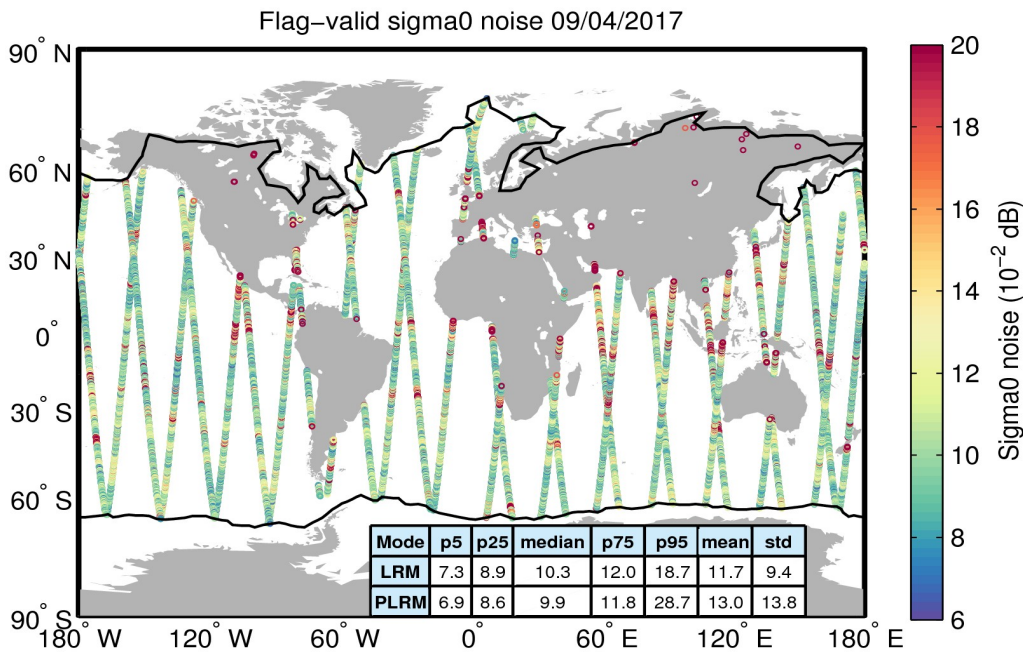 Flag−valid sigma0 noise 09/04/2017
90° N
60° N
30° N
0°
30° S
60° S
90° S
180° W
120° W
60° W
0°
60° E
120° E
180° E
Mode p5 p25 median p75 p95 mean std
LRM 7.3 8.9 10.3 12.0 18.7 11.7 9.4
PLRM 6.9 8.6 9.9 11.8 28.7 13.0 13.8
20
18
16
14
12
10
8
6
Sigma0 noise (10⁻² dB)